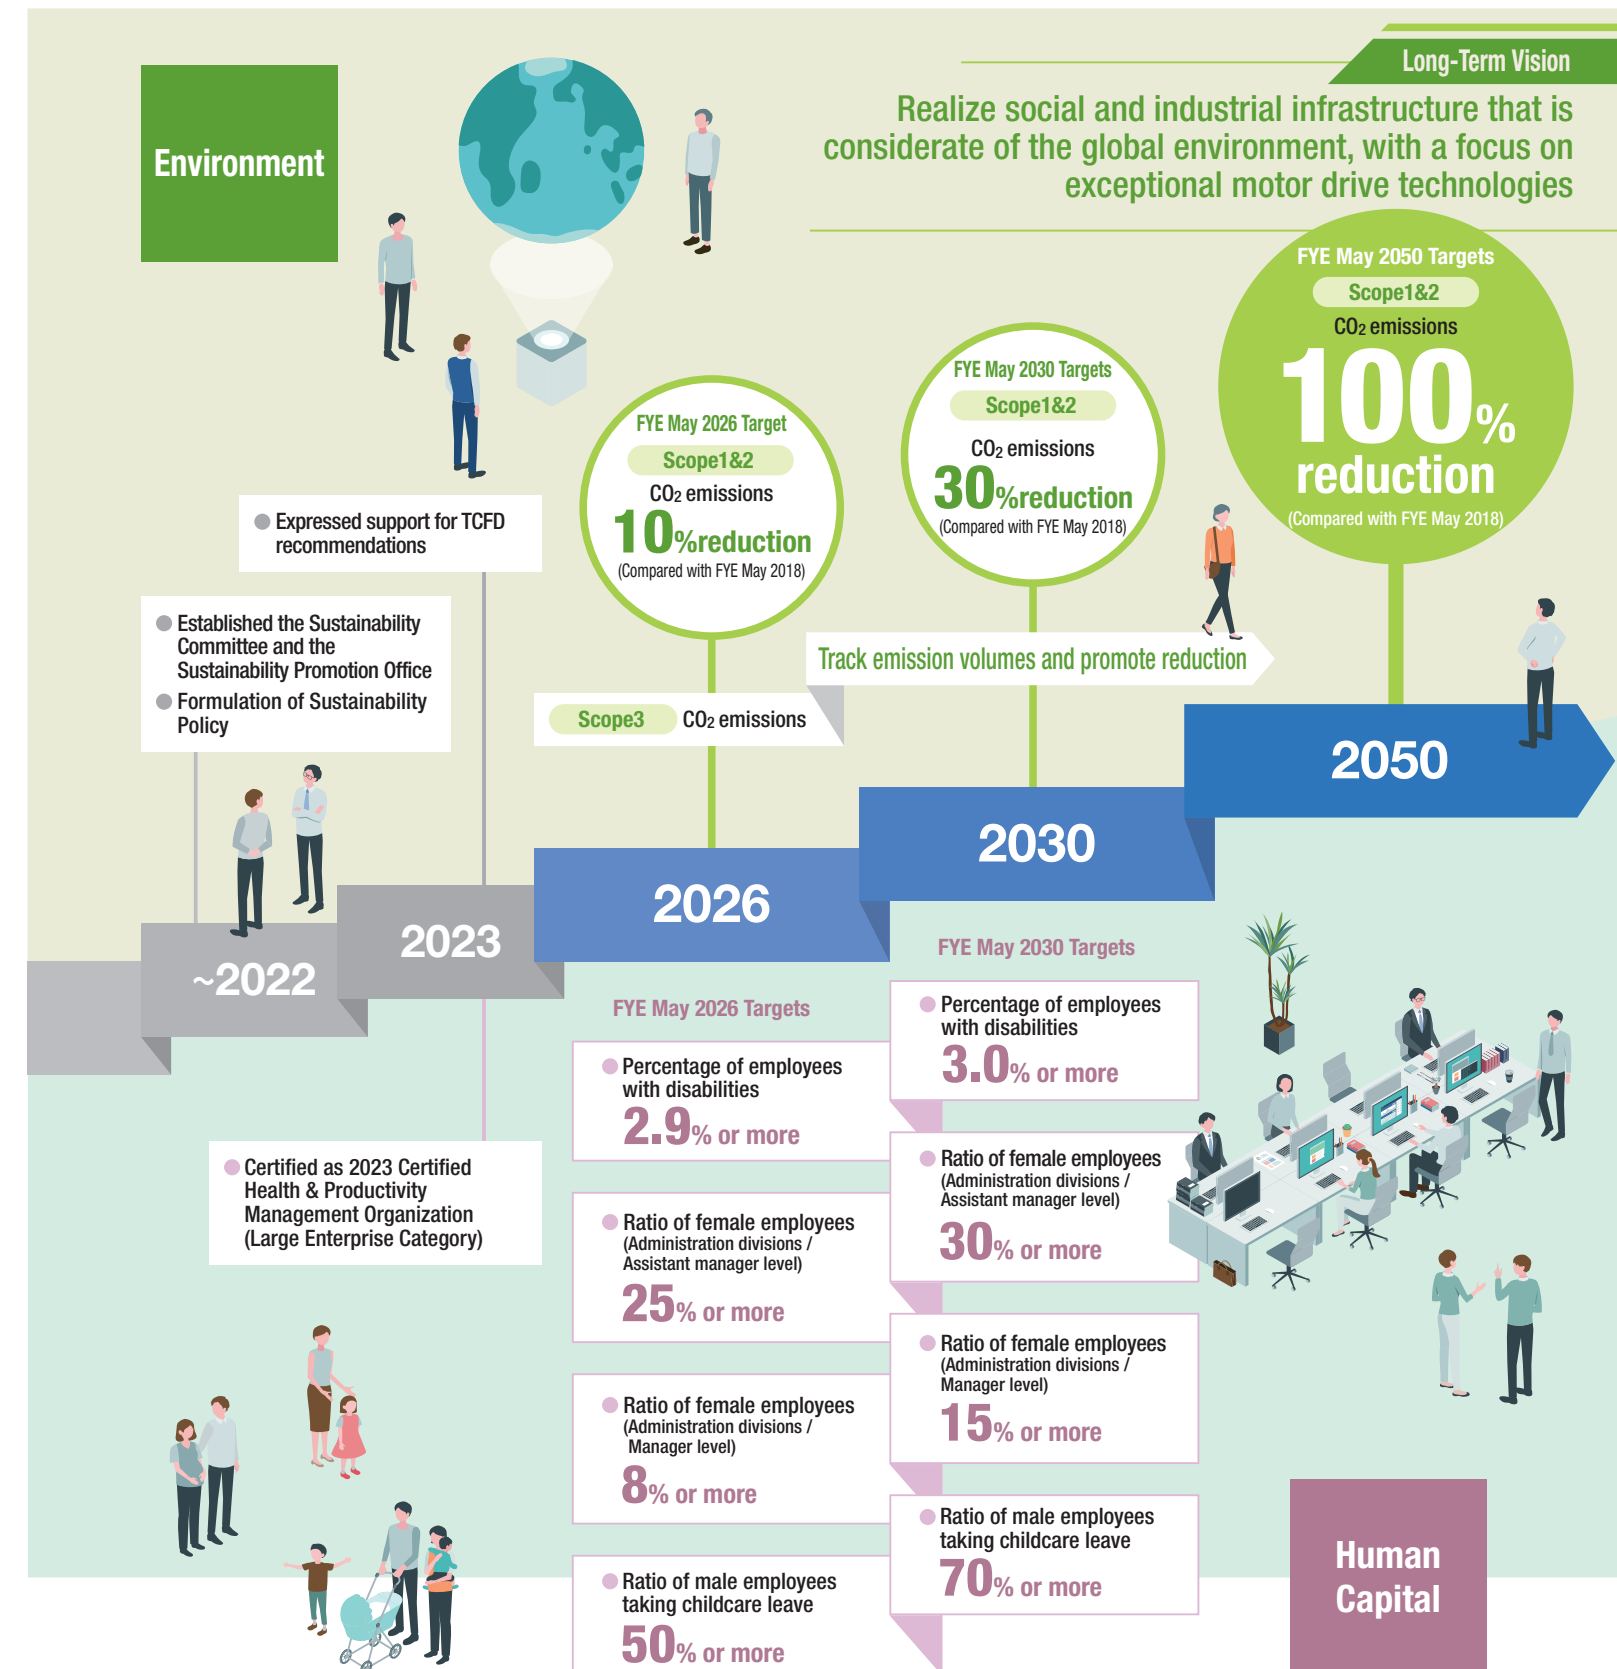 Environment
Long-Term Vision
Realize social and industrial infrastructure that is
considerate of the global environment, with a focus on
exceptional motor drive technologies
FYE May 2050 Targets
Scope1&2
CO2 emissions
100%
reduction
(Compared with FYE May 2018)
FYE May 2030 Targets
Scope1&2
CO2 emissions
30%reduction
(Compared with FYE May 2018)
FYE May 2026 Target
Scope1&2
CO2 emissions
10%reduction
(Compared with FYE May 2018)
● Expressed support for TCFD
recommendations
● Established the Sustainability
Committee and the
Sustainability Promotion Office
● Formulation of Sustainability
Policy
Scope3 CO2 emissions
Track emission volumes and promote reduction
~2022
2023
2026
2030
2050
● Certified as 2023 Certified
Health & Productivity
Management Organization
(Large Enterprise Category)
FYE May 2026 Targets
● Percentage of employees
with disabilities
2.9% or more
● Ratio of female employees
(Administration divisions /
Assistant manager level)
25% or more
● Ratio of female employees
(Administration divisions /
Manager level)
8% or more
● Ratio of male employees
taking childcare leave
50% or more
FYE May 2030 Targets
● Percentage of employees
with disabilities
3.0% or more
● Ratio of female employees
(Administration divisions /
Assistant manager level)
30% or more
● Ratio of female employees
(Administration divisions /
Manager level)
15% or more
● Ratio of male employees
taking childcare leave
70% or more
Human
Capital